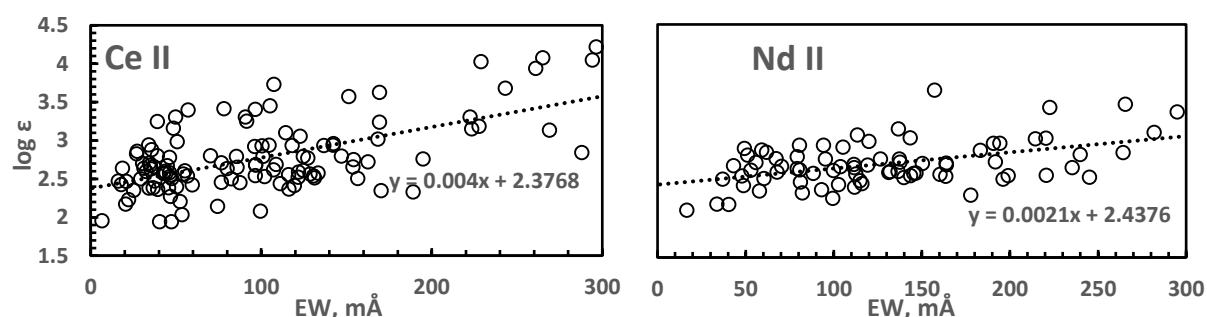 4.5
4
3.5
3
2.5
2
1.5
log ε
Ce II
y = 0.004x + 2.3768
0 100 200 300
EW, mÅ
Nd II
y = 0.0021x + 2.4376
0 50 100 150 200 250 300
EW, mÅ